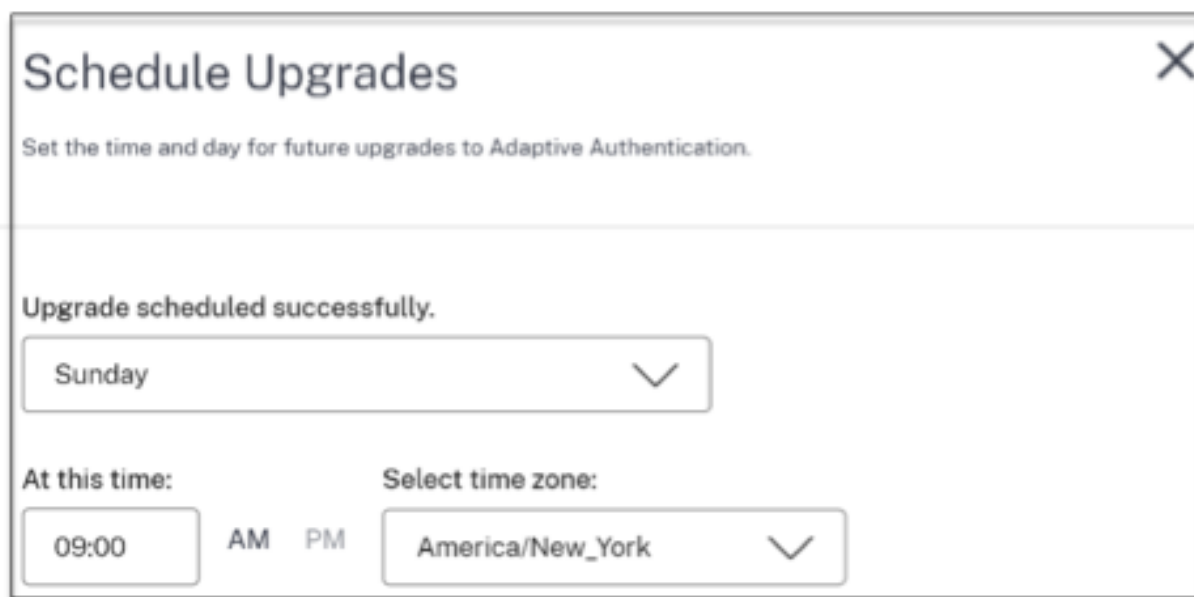 Schedule Upgrades
Set the time and day for future upgrades to Adaptive Authentication.
Upgrade scheduled successfully.
Sunday
At this time: Select time zone:
09:00 AM PM America/New_York